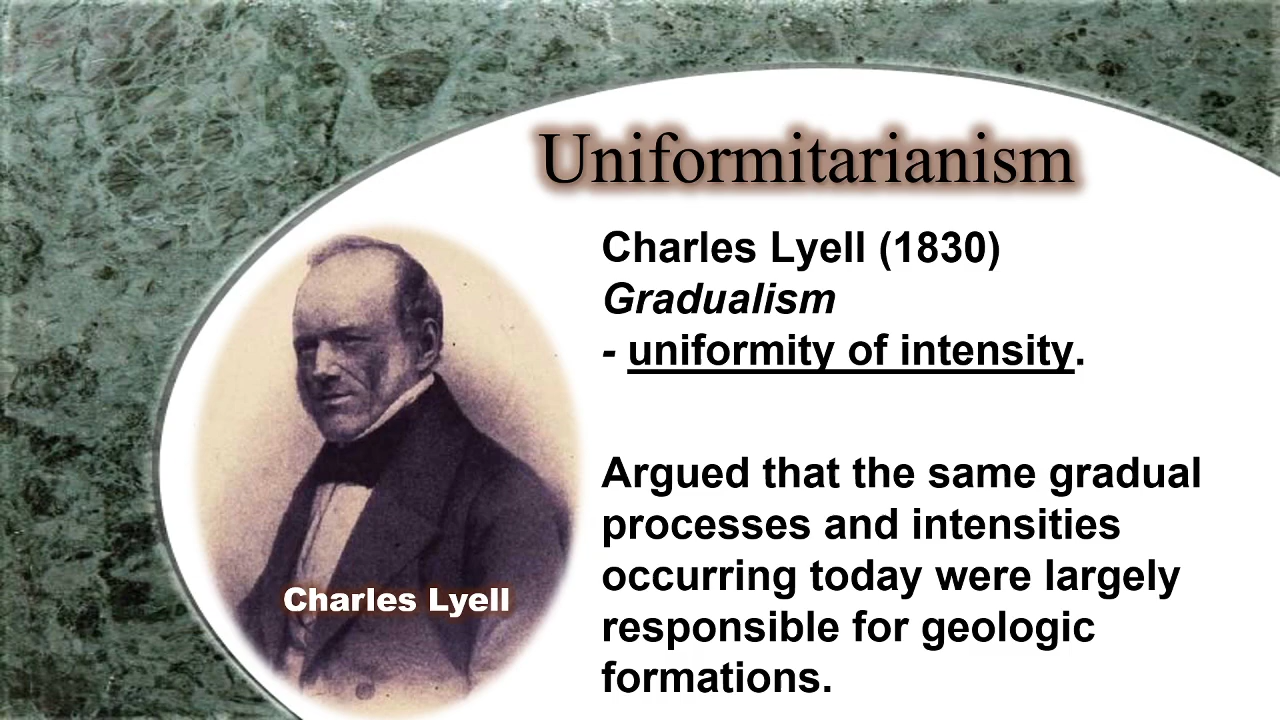 Uniformitarianism
Charles Lyell (1830)
Gradualism
- uniformity of intensity.
Argued that the same gradual
processes and intensities
occurring today were largely
responsible for geologic
formations.
Charles Lyell